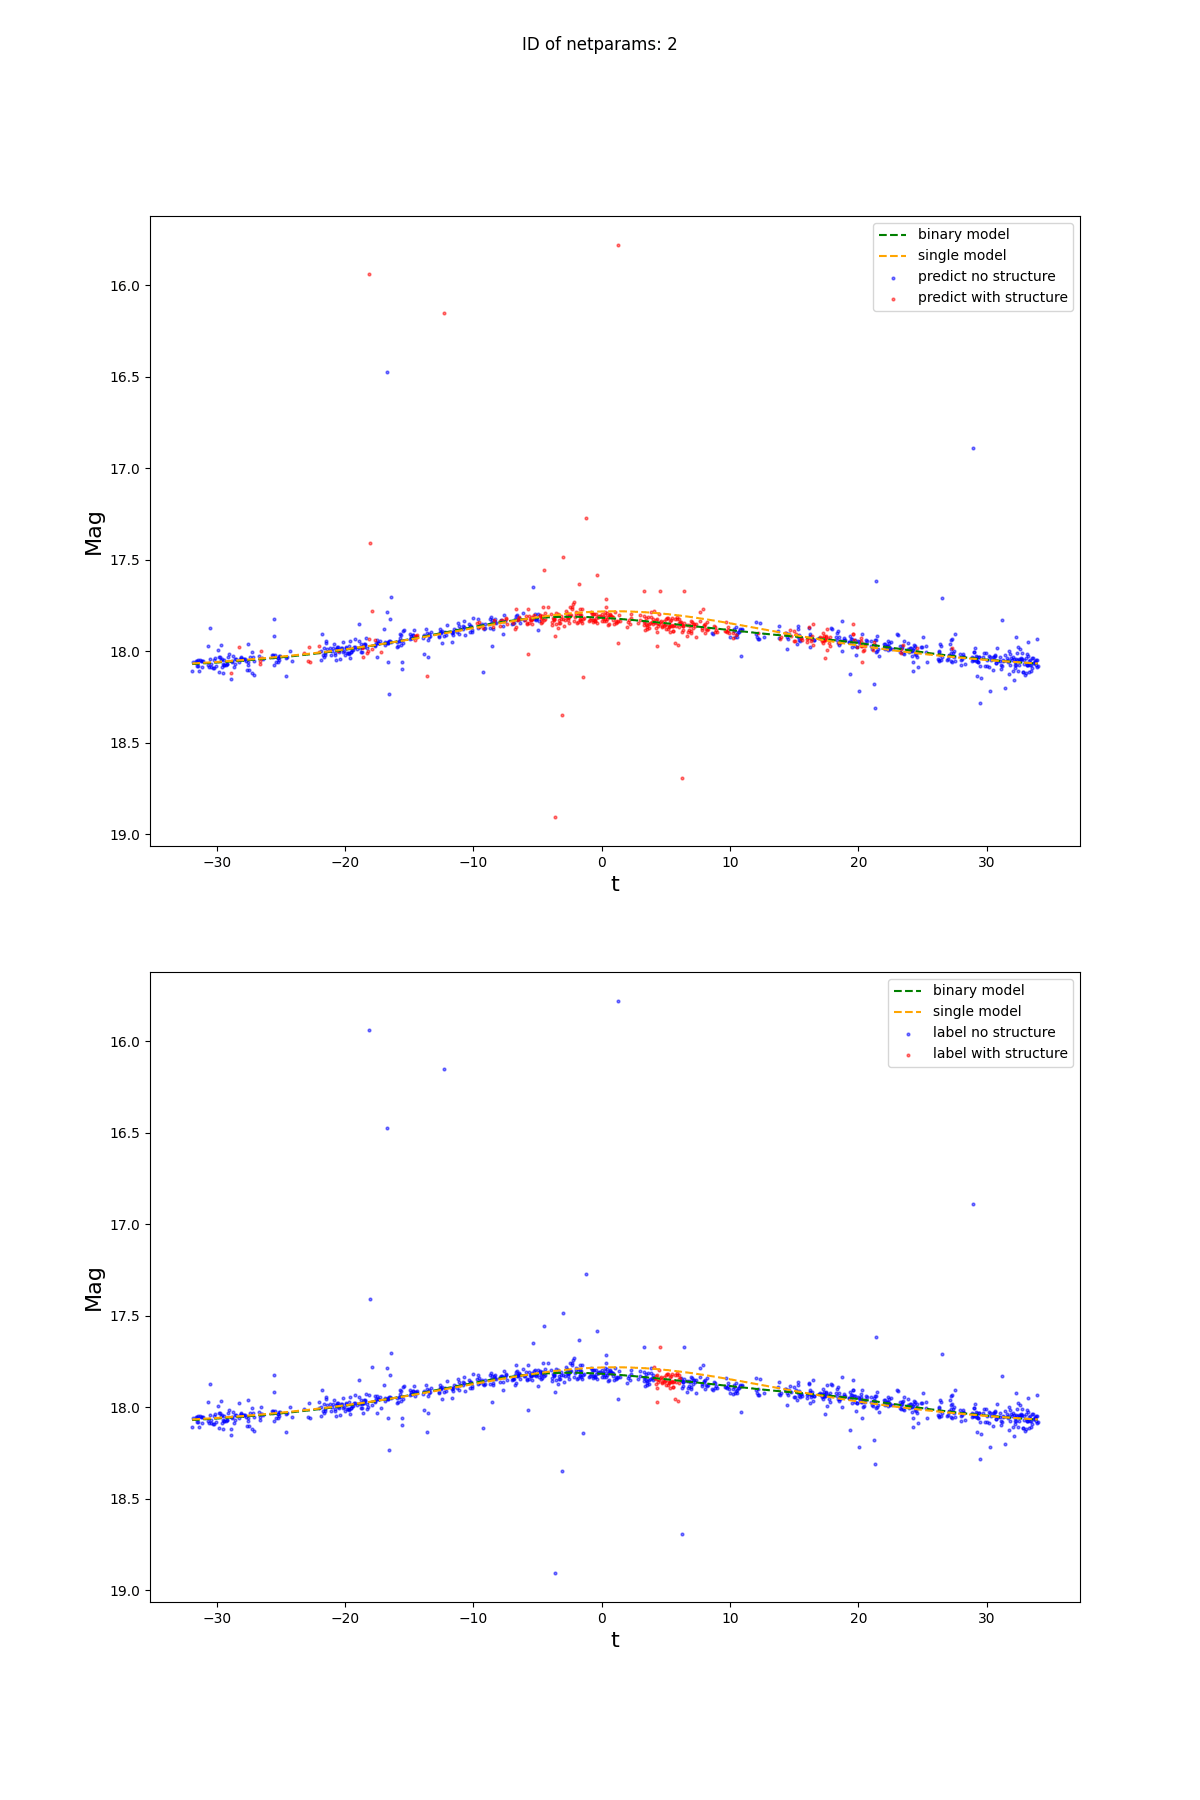 ID of netparams: 2
binary model
single model
predict no structure
predict with structure
16.0
16.5
17.0
17.5
18.0
18.5
19.0
Mag
−30 −20 −10 0 10 20 30
t
binary model
single model
label no structure
label with structure
16.0
16.5
17.0
17.5
18.0
18.5
19.0
Mag
−30 −20 −10 0 10 20 30
t